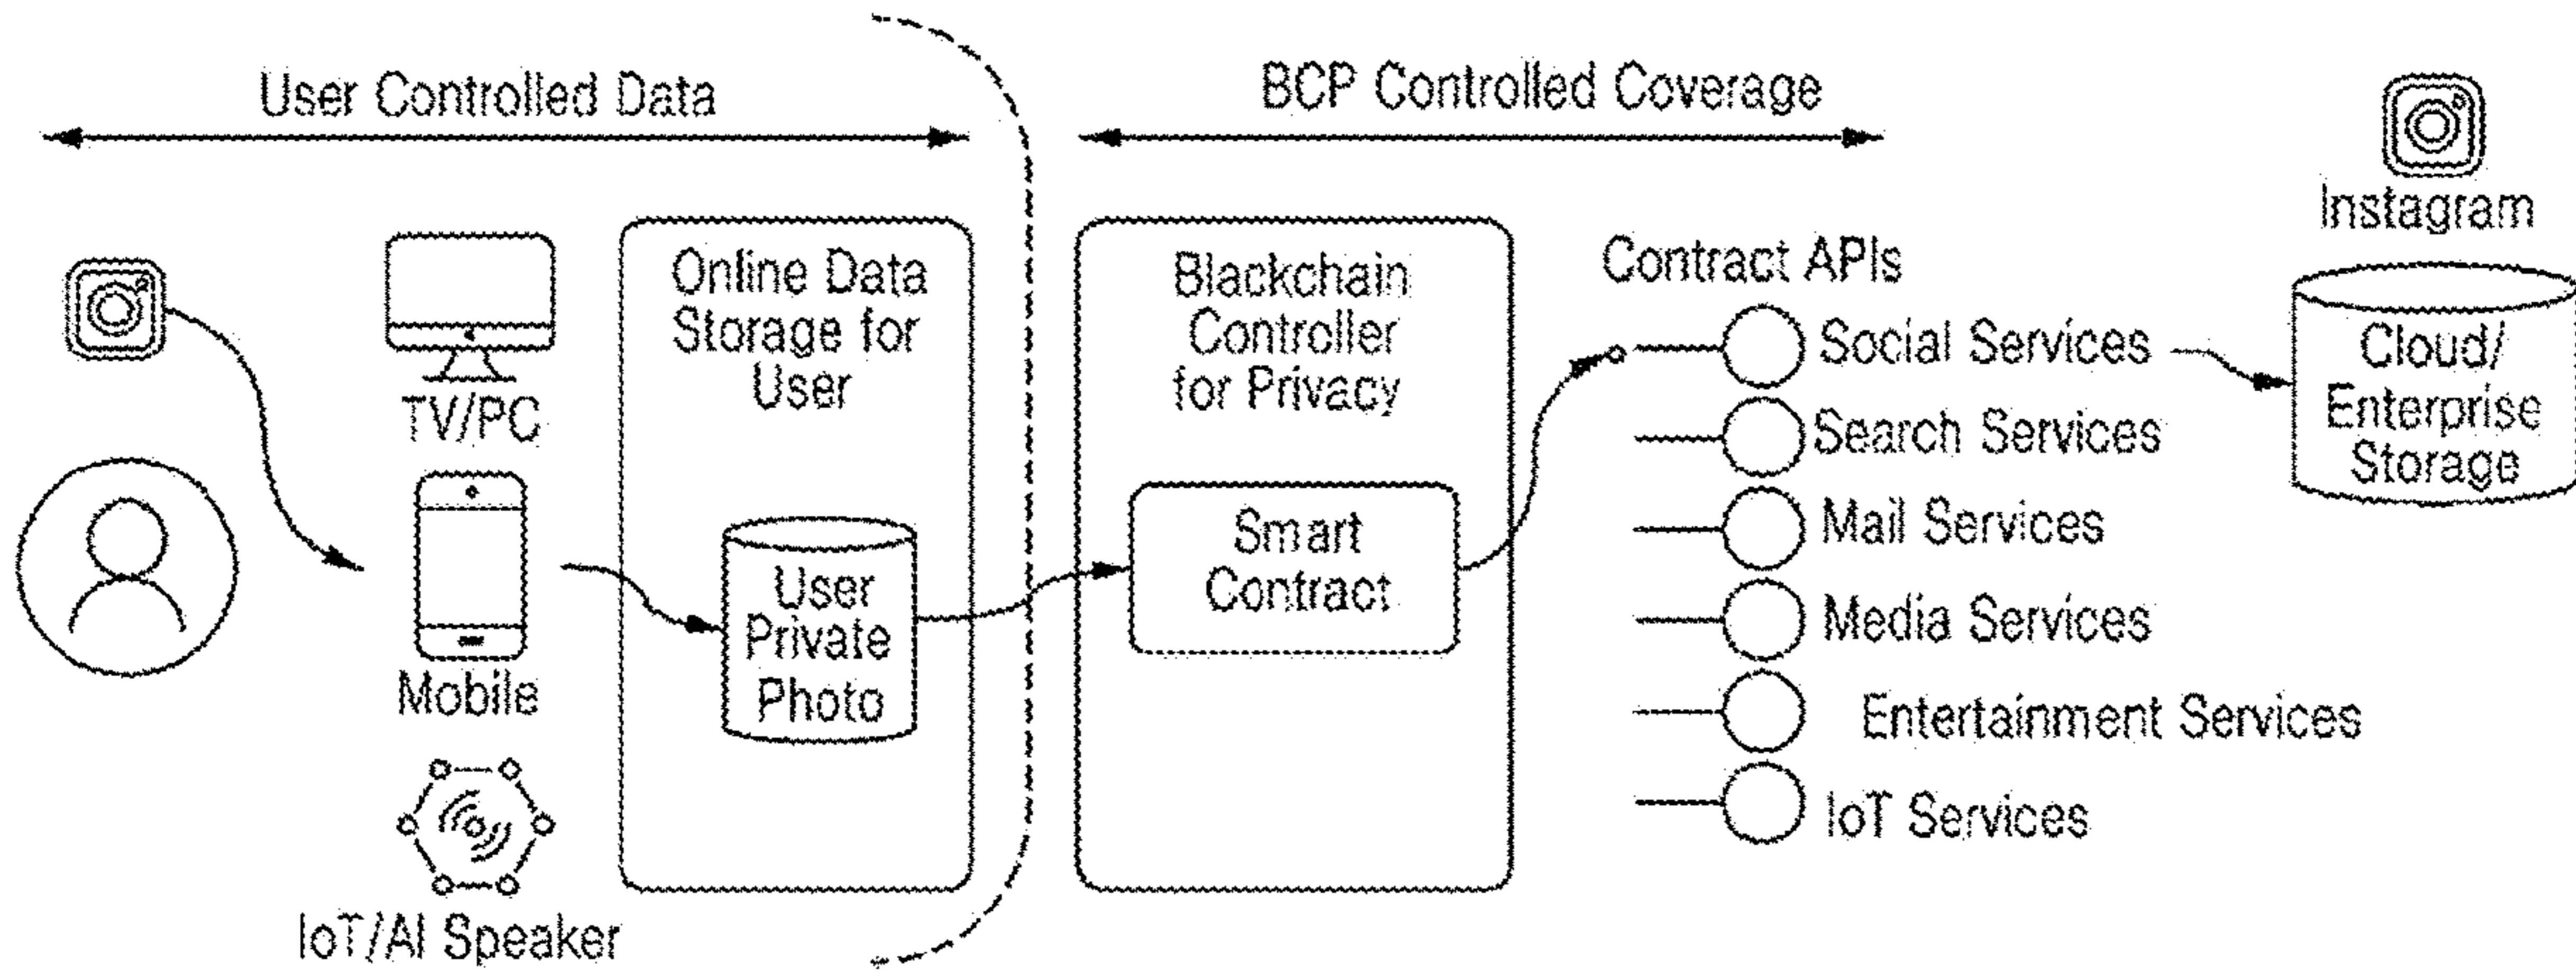 User Controlled Data
BCP Controlled Coverage
Instagram
TV/PC
Mobile
IoT/AI Speaker
Online Data
Storage for
User
User
Private
Photo
Blackchain
Controller
for Privacy
Smart
Contract
Contract APIs
Social Services
Search Services
Mail Services
Media Services
Entertainment Services
IoT Services
Cloud/
Enterprise
Storage